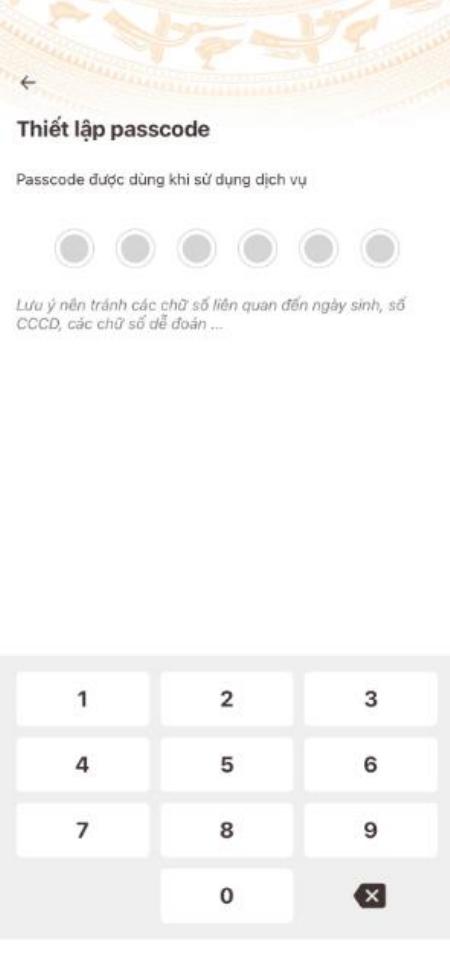 Thiết lập passcode
Passcode được dùng khi sử dụng dịch vụ
Lưu ý nên tránh các chữ số liên quan đến ngày sinh, số
CCCD, các chữ số dễ đoán ...
1 2 3
4 5 6
7 8 9
0